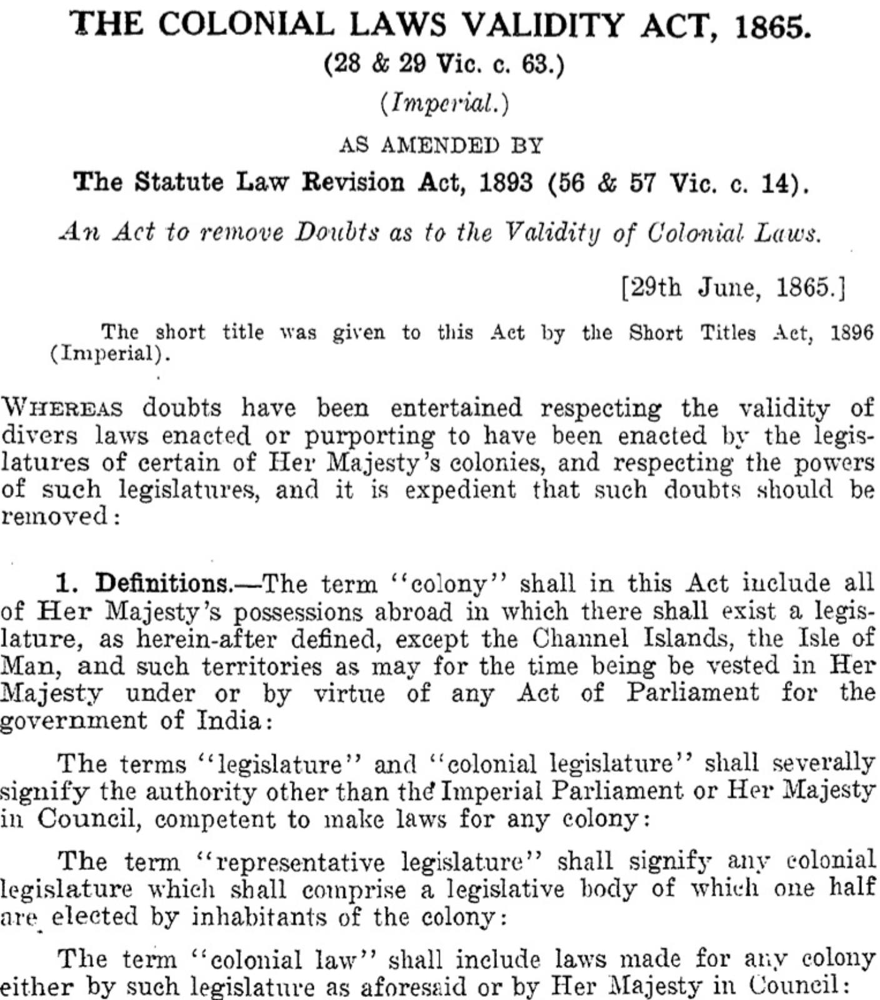 THE COLONIAL LAWS VALIDITY ACT, 1865.
(28 & 29 Vic. c. 63.)
(Imperial.)
AS AMENDED BY
The Statute Law Revision Act, 1893 (56 & 57 Vic. c. 14).
An Act to remove Doubts as to the Validity of Colonial Laws.
[29th June, 1865.]
The short title was given to this Act by the Short Titles Act, 1896
(Imperial).
WHEREAS doubts have been entertained respecting the validity of
divers laws enacted or purporting to have been enacted by the legis-
latures of certain of Her Majesty's colonies, and respecting the powers
of such legislatures, and it is expedient that such doubts should be
removed:
1. Definitions.—The term "colony" shall in this Act include all
of Her Majesty's possessions abroad in which there shall exist a legis-
lature, as herein-after defined, except the Channel Islands, the Isle of
Man, and such territories as may for the time being be vested in Her
Majesty under or by virtue of any Act of Parliament for the
government of India:
The terms "legislature" and "colonial legislature" shall severally
signify the authority other than the Imperial Parliament or Her Majesty
in Council, competent to make laws for any colony:
The term "representative legislature" shall signify any colonial
legislature which shall comprise a legislative body of which one half
are elected by inhabitants of the colony:
The term "colonial law" shall include laws made for any colony
either by such legislature as aforesaid or by Her Majesty in Council: